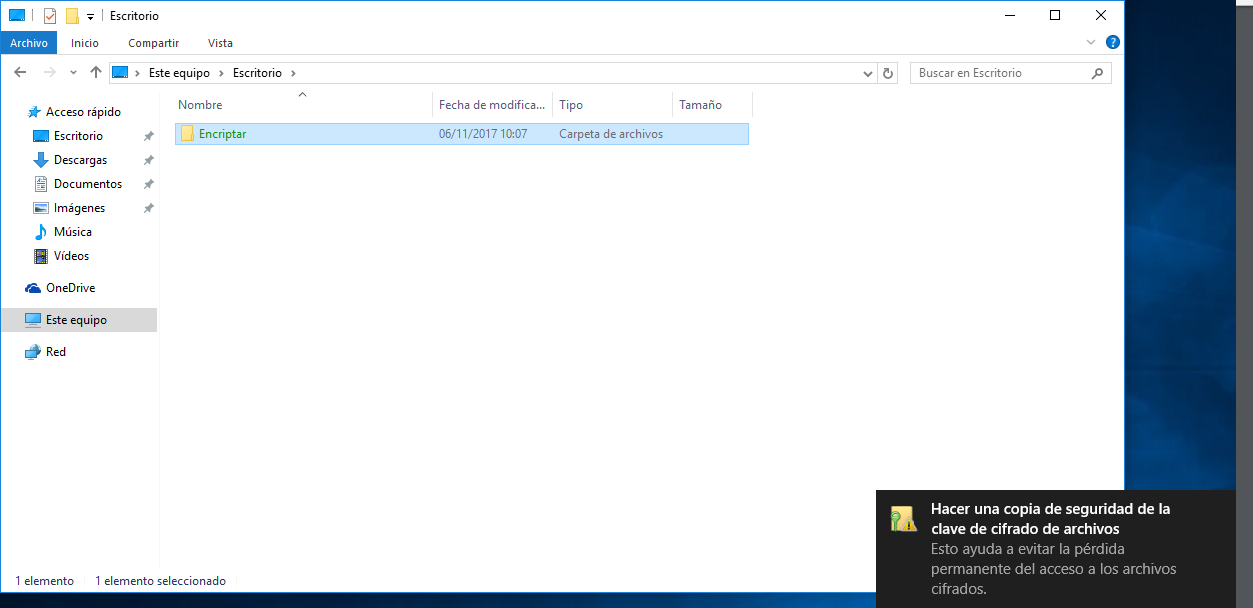 Escritorio
Archivo Inicio Compartir Vista
Este equipo Escritorio Buscar en Escritorio
Nombre Fecha de modifica... Tipo Tamaño
Encriptar 06/11/2017 10:07 Carpeta de archivos
Acceso rápido
Escritorio
Descargas
Documentos
Imágenes
Música
Vídeos
OneDrive
Este equipo
Red
1 elemento 1 elemento seleccionado
Hacer una copia de seguridad de la
clave de cifrado de archivos
Esto ayuda a evitar la pérdida
permanente del acceso a los archivos
cifrados.